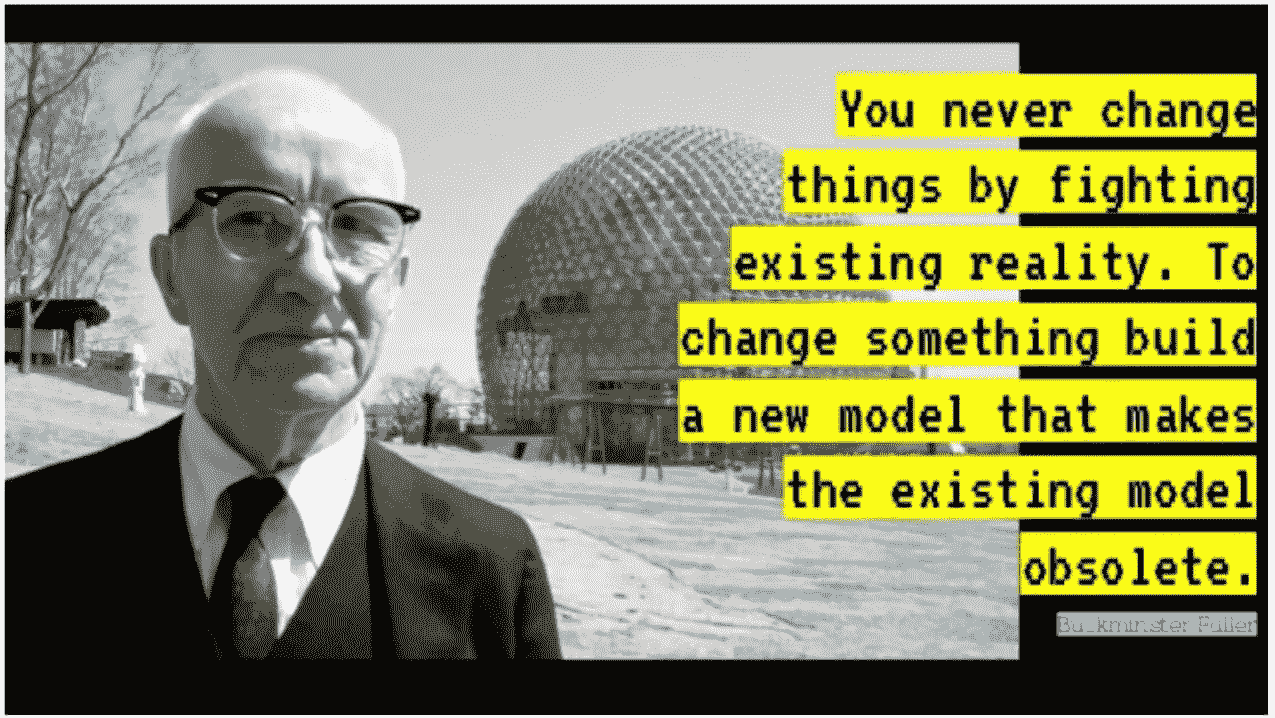 You never change
things by fighting
existing reality. To
change something build
a new model that makes
the existing model
obsolete.
Buckminster Fuller